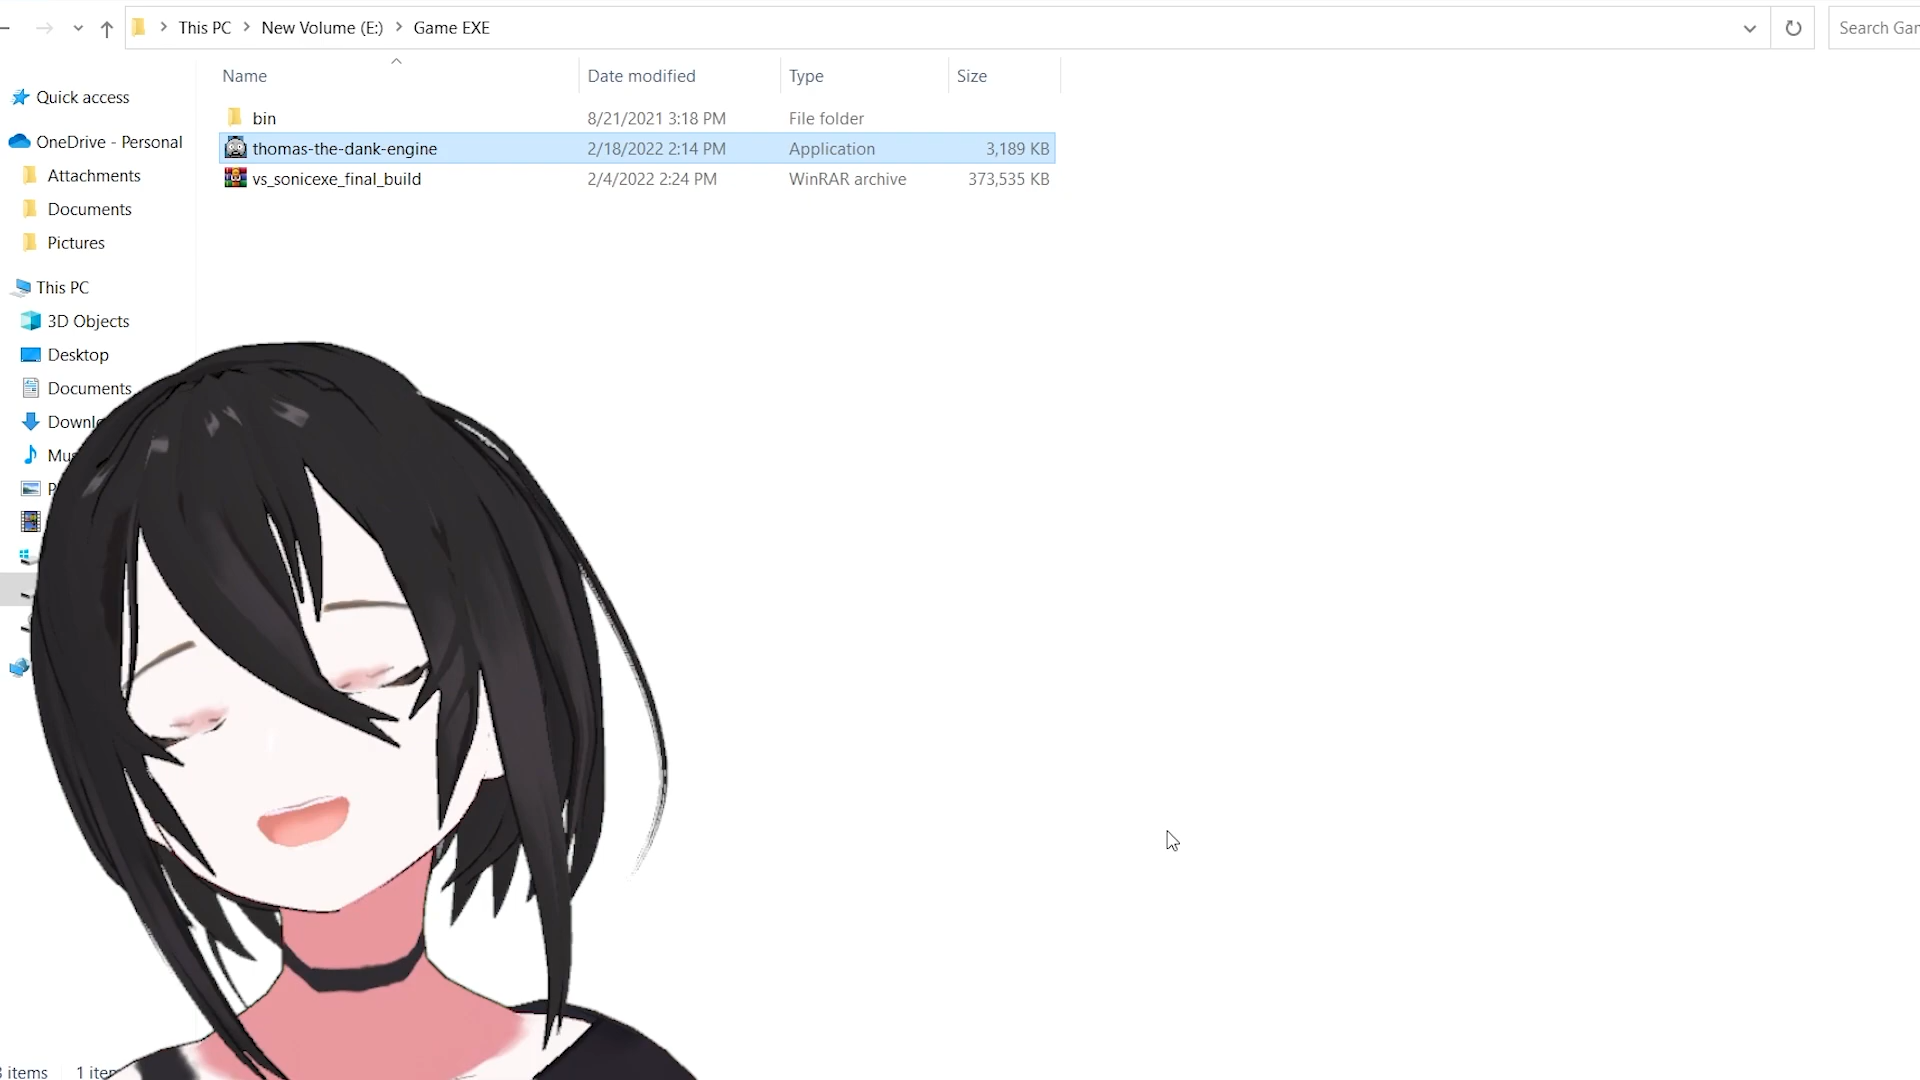 This PC > New Volume (E:) > Game EXE
Search Gar
Name Date modified Type Size
Quick access
bin 8/21/2021 3:18 PM File folder
OneDrive - Personal
thomas-the-dank-engine 2/18/2022 2:14 PM Application 3,189 KB
Attachments
vs_sonicexe_final_build 2/4/2022 2:24 PM WinRAR archive 373,535 KB
Documents
Pictures
This PC
3D Objects
Desktop
Documents
Downlo
Mus
P
items 1 iter